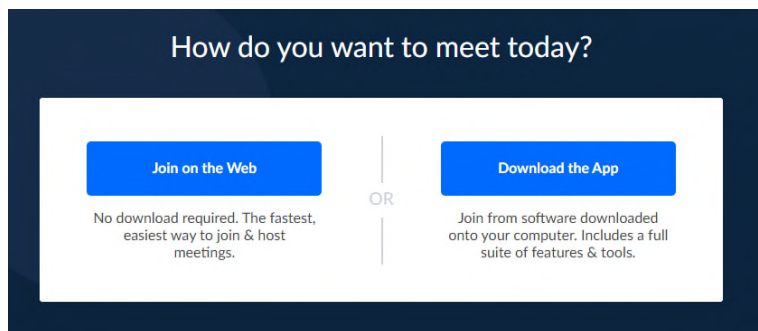 How do you want to meet today?
Join on the Web
No download required. The fastest,
easiest way to join & host
meetings.
OR
Download the App
Join from software downloaded
onto your computer. Includes a full
suite of features & tools.